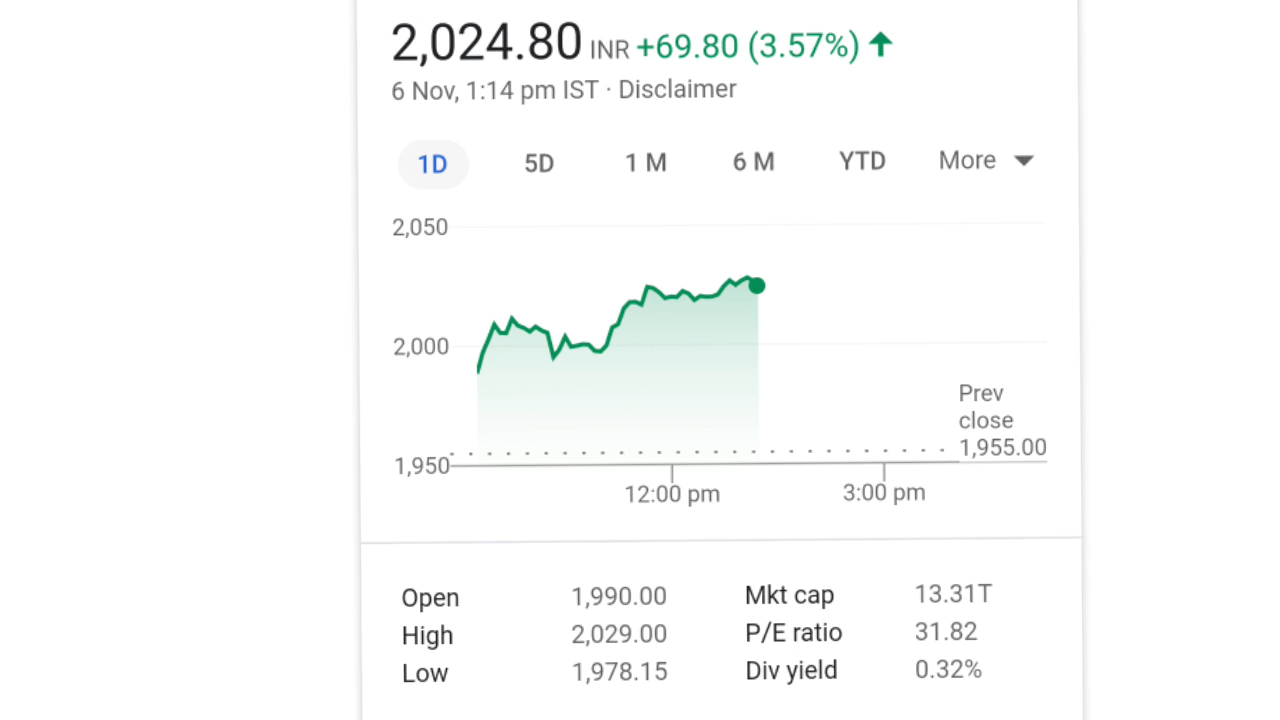 2,024.80 INR +69.80 (3.57%) ↑
6 Nov, 1:14 pm IST · Disclaimer
1D 5D 1 M 6 M YTD More
2,050
2,000
1,950
Prev
close
1,955.00
12:00 pm 3:00 pm
Open 1,990.00 Mkt cap 13.31T
High 2,029.00 P/E ratio 31.82
Low 1,978.15 Div yield 0.32%